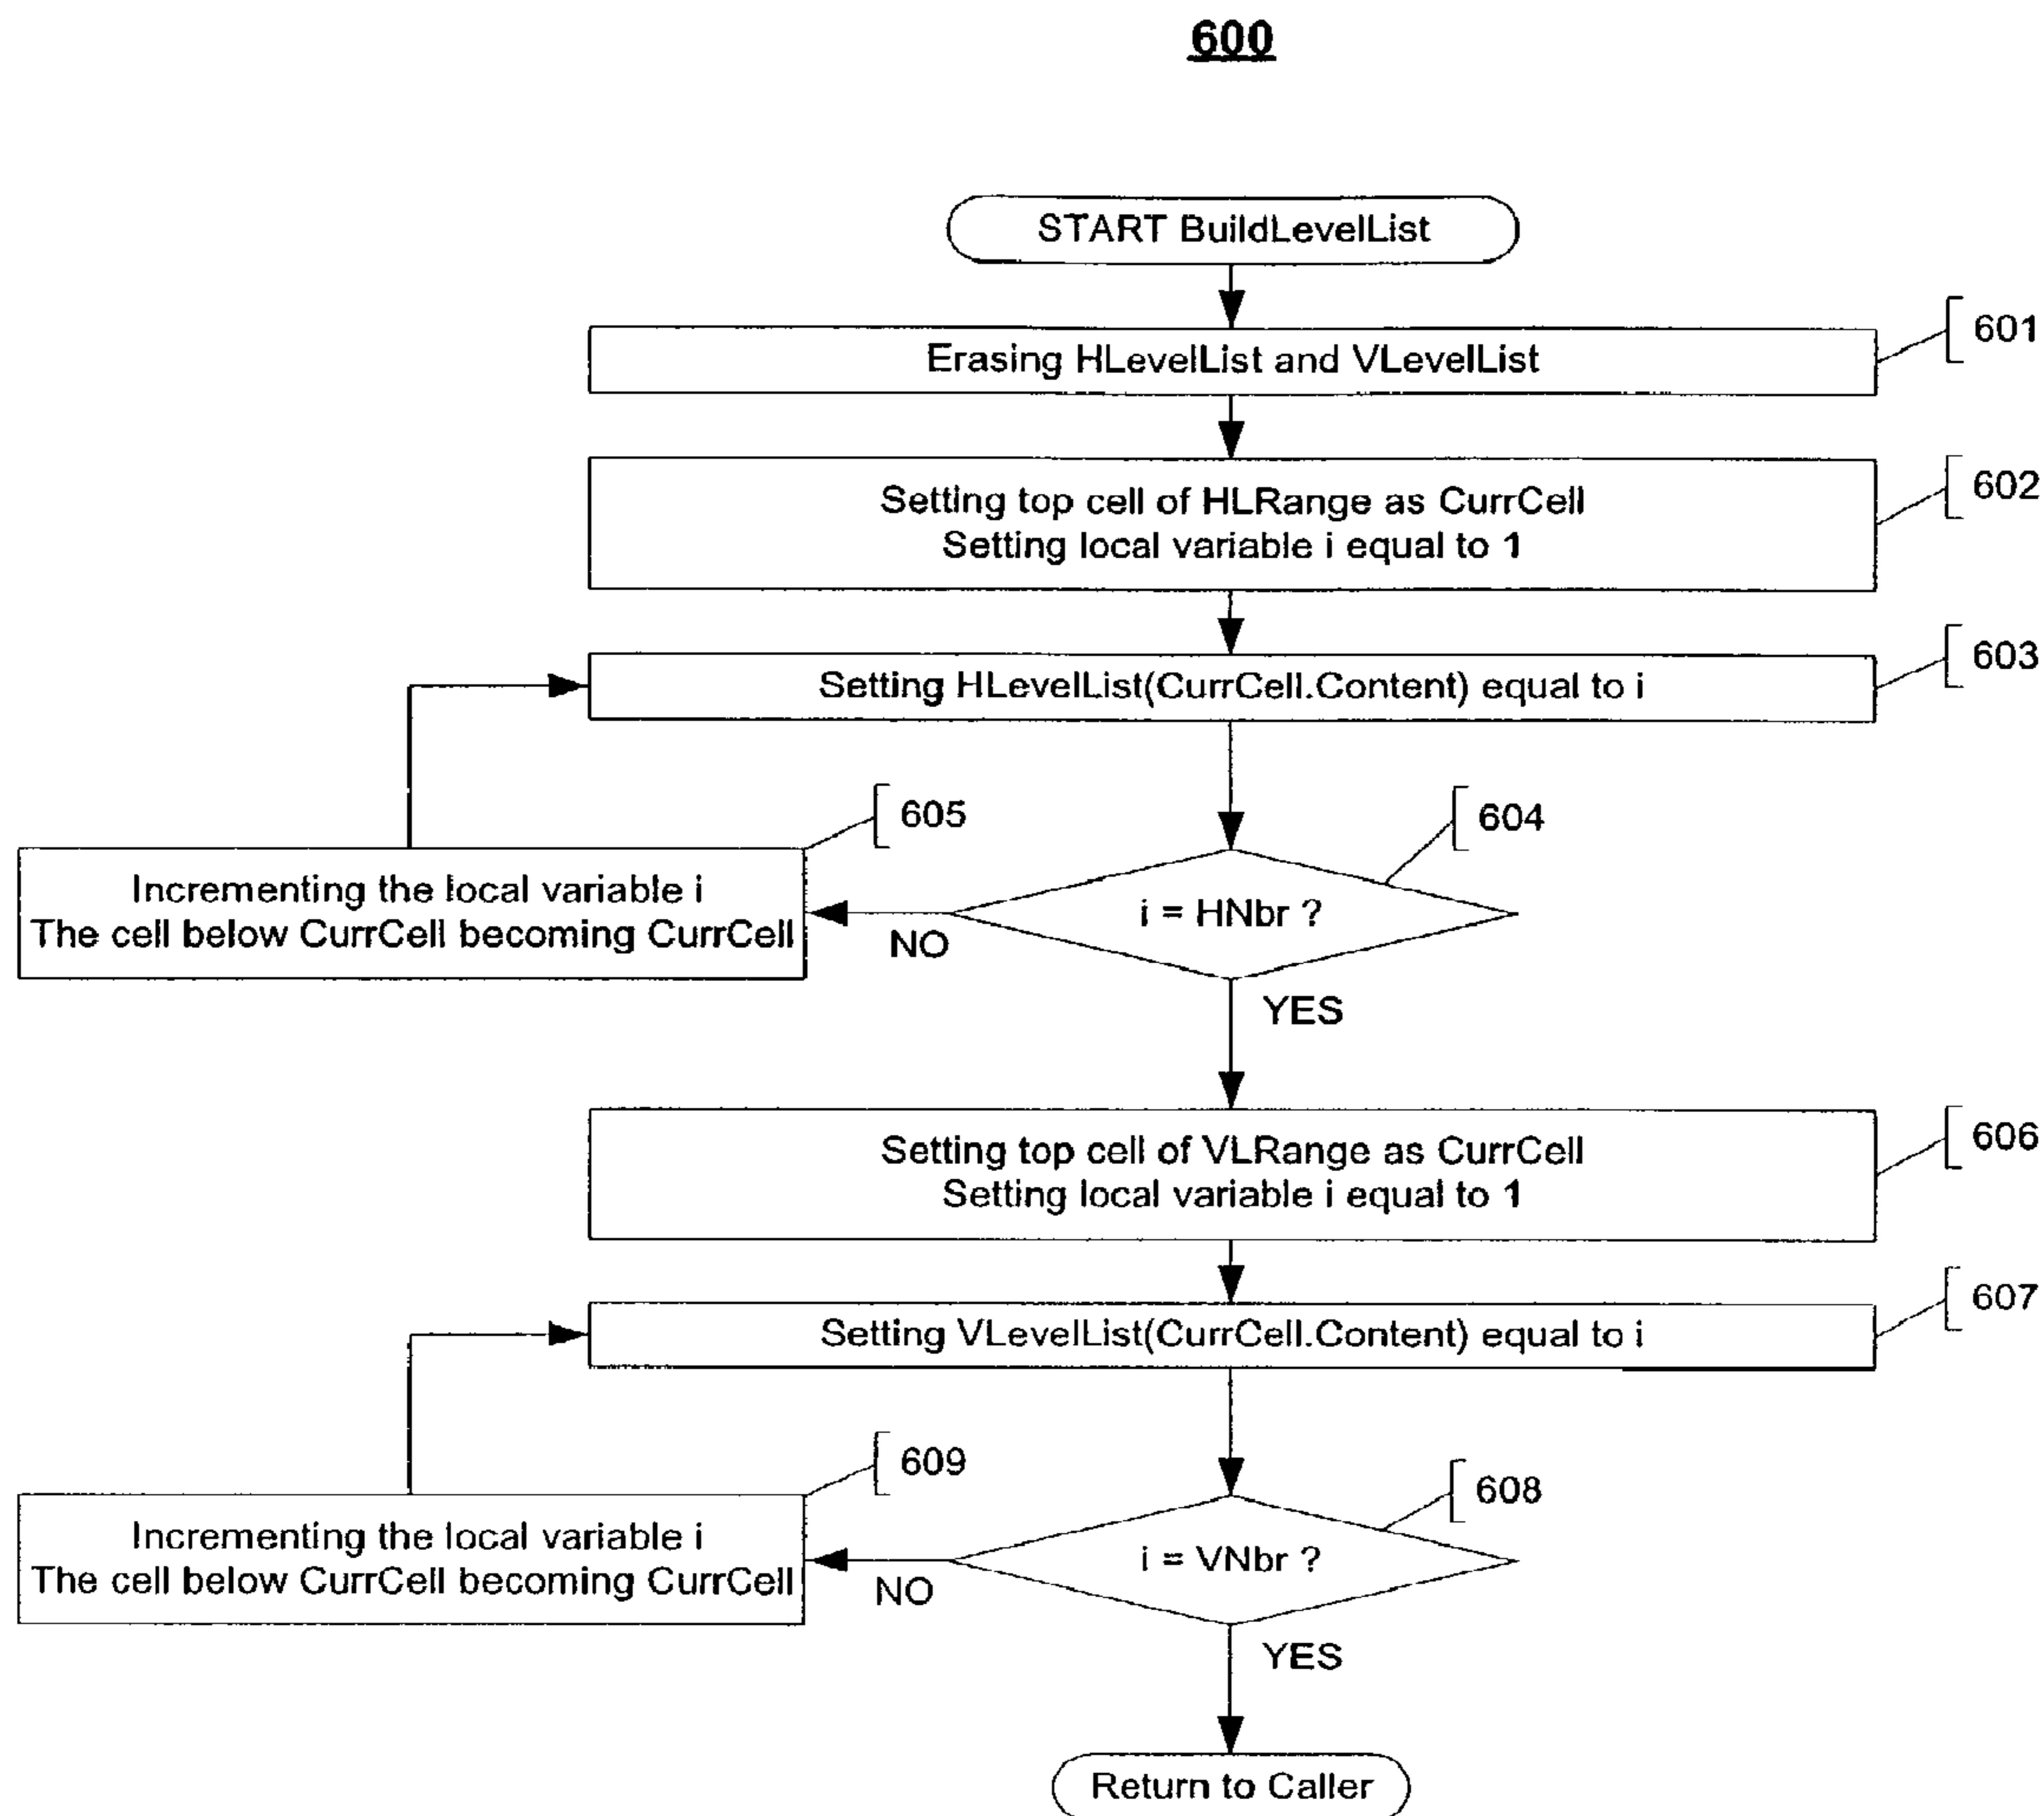 600
START BuildLevelList
601
Erasing HLevelList and VLevelList
602
Setting top cell of HLRange as CurrCell
Setting local variable i equal to 1
603
Setting HLevelList(CurrCell.Content) equal to i
605
604
Incrementing the local variable i
The cell below CurrCell becoming CurrCell
i = HNbr ?
NO
YES
606
Setting top cell of VLRange as CurrCell
Setting local variable i equal to 1
607
Setting VLevelList(CurrCell.Content) equal to i
609
608
Incrementing the local variable i
The cell below CurrCell becoming CurrCell
i = VNbr ?
NO
YES
Return to Caller